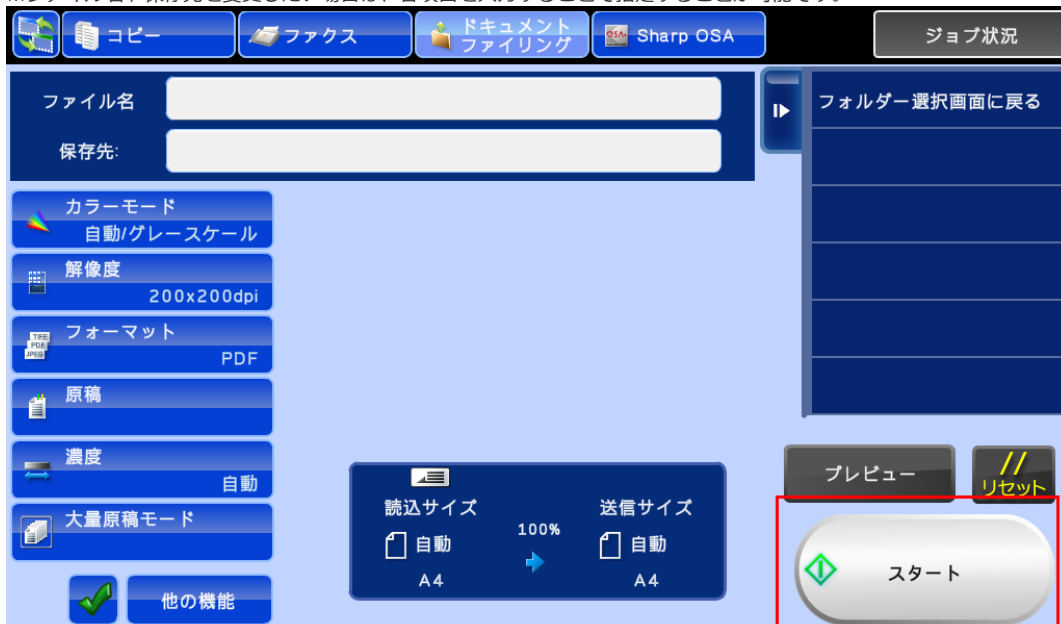 コピー
ファクス
ドキュメント
ファイリング
OSA
Sharp OSA
ジョブ状況
ファイル名
保存先:
フォルダー選択画面に戻る
カラーモード
自動/グレースケール
解像度
200x200dpi
TIFF
PDF
JPEG
フォーマット
PDF
原稿
濃度
自動
大量原稿モード
他の機能
読込サイズ
自動
A4
100%
送信サイズ
自動
A4
プレビュー
リセット
スタート